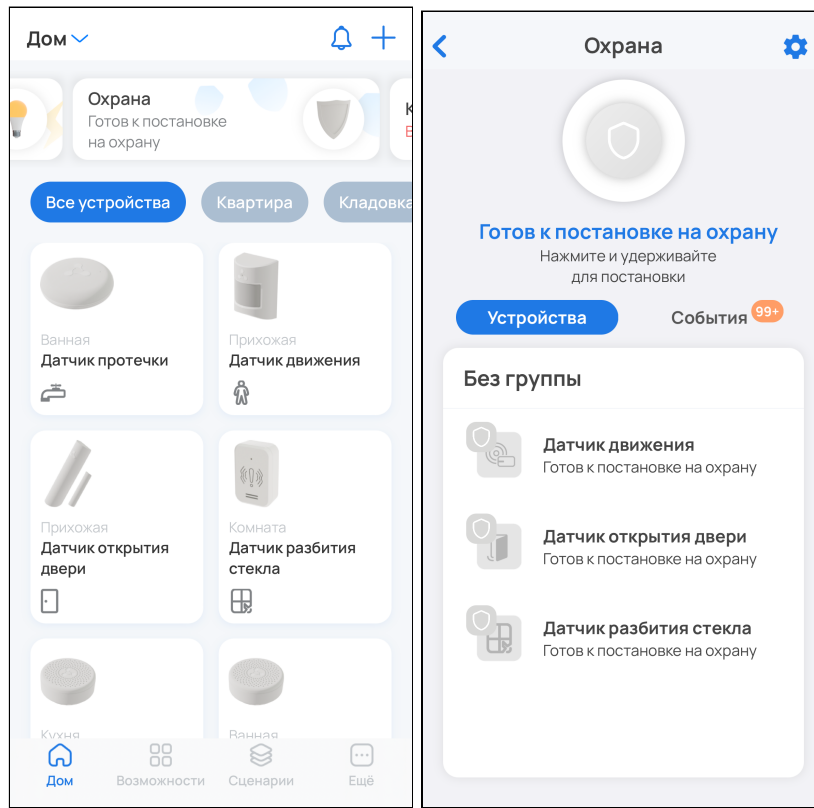 Дом
Охрана
Готов к постановке
на охрану
Все устройства
Квартира
Кладовка
Ванная
Датчик протечки
Прихожая
Датчик движения
Прихожая
Датчик открытия
двери
Комната
Датчик разбития
стекла
Кухня
Ванная
Дом
Возможности
Сценарии
Ещё
Охрана
Готов к постановке на охрану
Нажмите и удерживайте
для постановки
Устройства
События 99+
Без группы
Датчик движения
Готов к постановке на охрану
Датчик открытия двери
Готов к постановке на охрану
Датчик разбития стекла
Готов к постановке на охрану